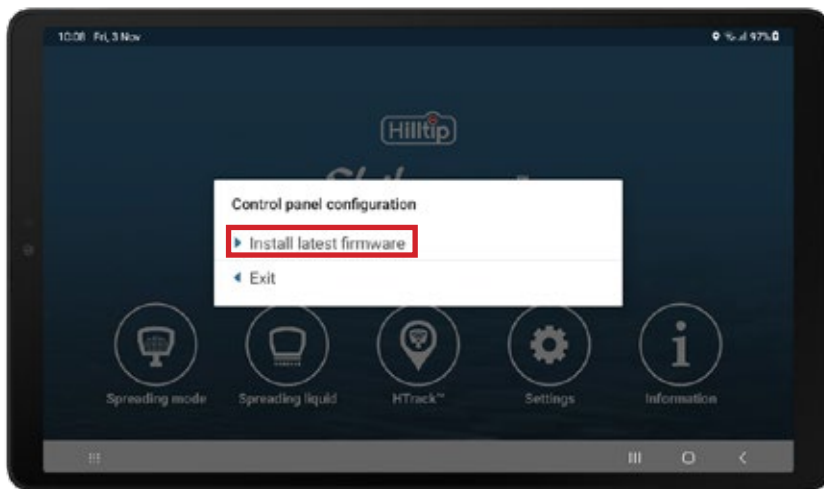 10:08 Fri, 3 Nov
97%
Hilltip
Control panel configuration
Install latest firmware
Exit
Spreading mode
Spreading liquid
HTrack™
Settings
Information